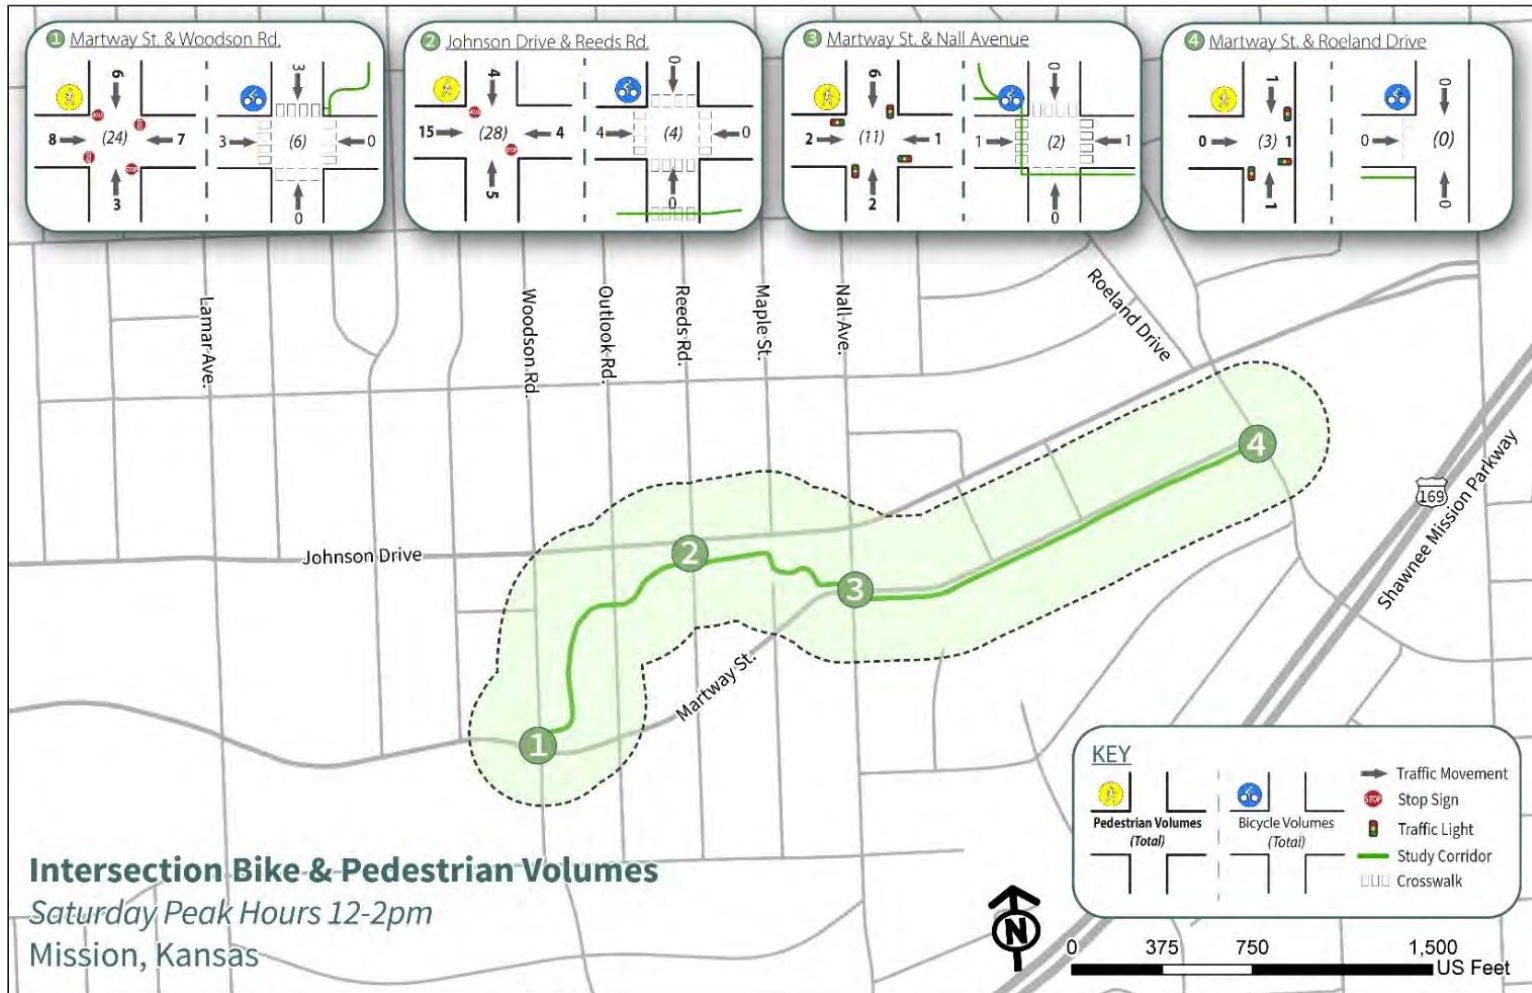 1 Martway St. & Woodson Rd.
6
8 (24) 7
3
3
3 (6) 0
0
2 Johnson Drive & Reeds Rd.
4
15 (28) 4
5
0
4 (4) 0
0
3 Martway St. & Nall Avenue
6
2 (11) 1
2
0
1 (2) 1
0
4 Martway St. & Roeland Drive
1
0 (3) 1
1
0
0 (0)
0
STOP
Lamar Ave.
Woodson Rd.
Outlook Rd.
Reeds Rd.
Maple St.
Nall Ave.
Roeland Drive
Johnson Drive
Martway St.
Shawnee Mission Parkway
169
1
2
3
4
KEY
Pedestrian Volumes
(Total)
Bicycle Volumes
(Total)
Traffic Movement
STOP Stop Sign
Traffic Light
Study Corridor
Crosswalk
Intersection Bike & Pedestrian Volumes
Saturday Peak Hours 12-2pm
Mission, Kansas
N
0 375 750 1,500
US Feet